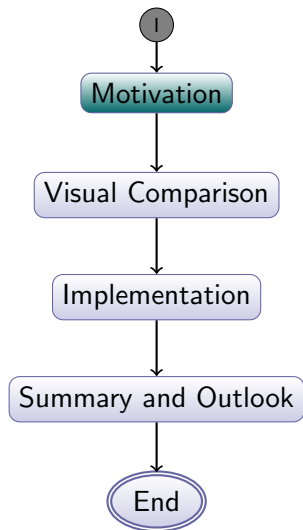 I
Motivation
Visual Comparison
Implementation
Summary and Outlook
End